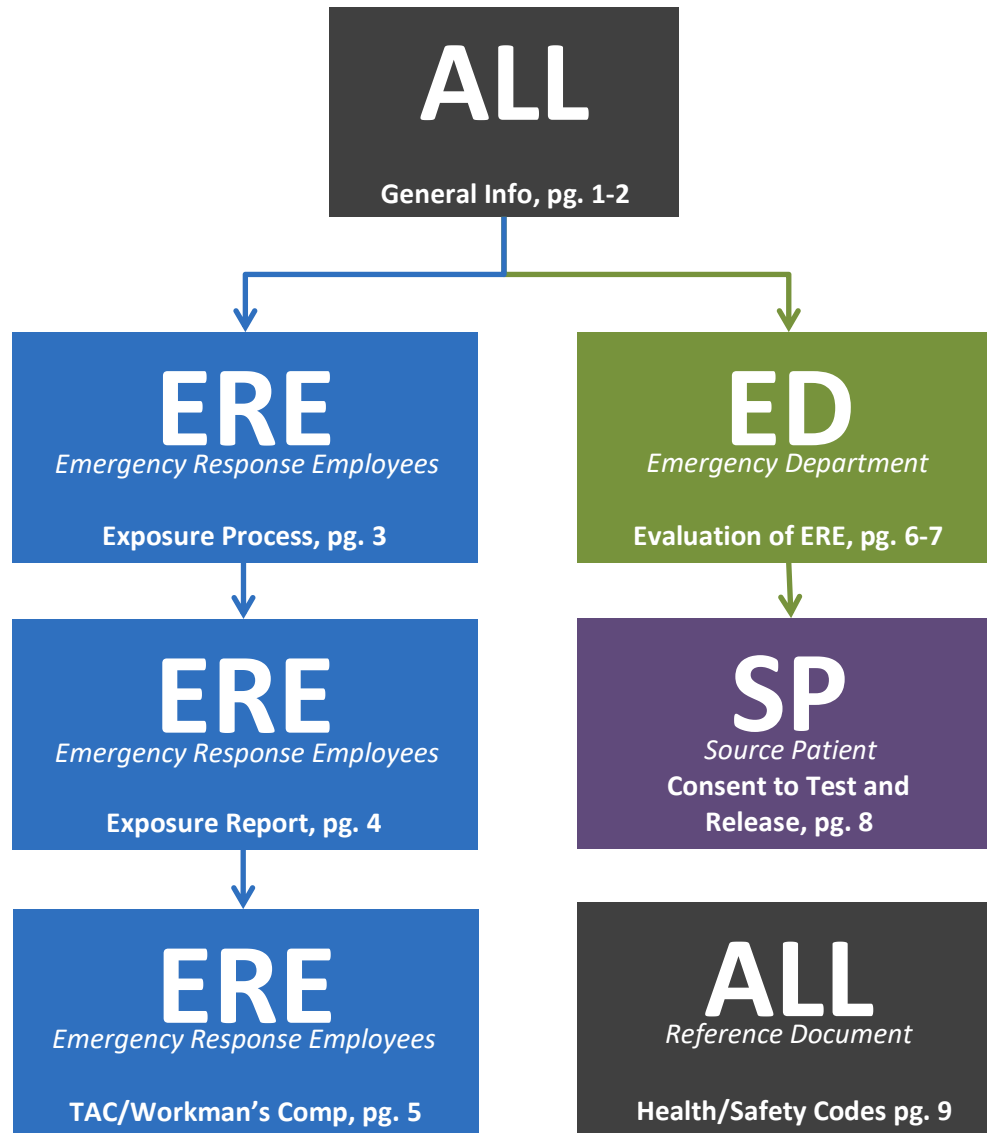 ALL
General Info, pg. 1-2
ERE
Emergency Response Employees
Exposure Process, pg. 3
ED
Emergency Department
Evaluation of ERE, pg. 6-7
ERE
Emergency Response Employees
Exposure Report, pg. 4
SP
Source Patient
Consent to Test and
Release, pg. 8
ERE
Emergency Response Employees
TAC/Workman's Comp, pg. 5
ALL
Reference Document
Health/Safety Codes pg. 9